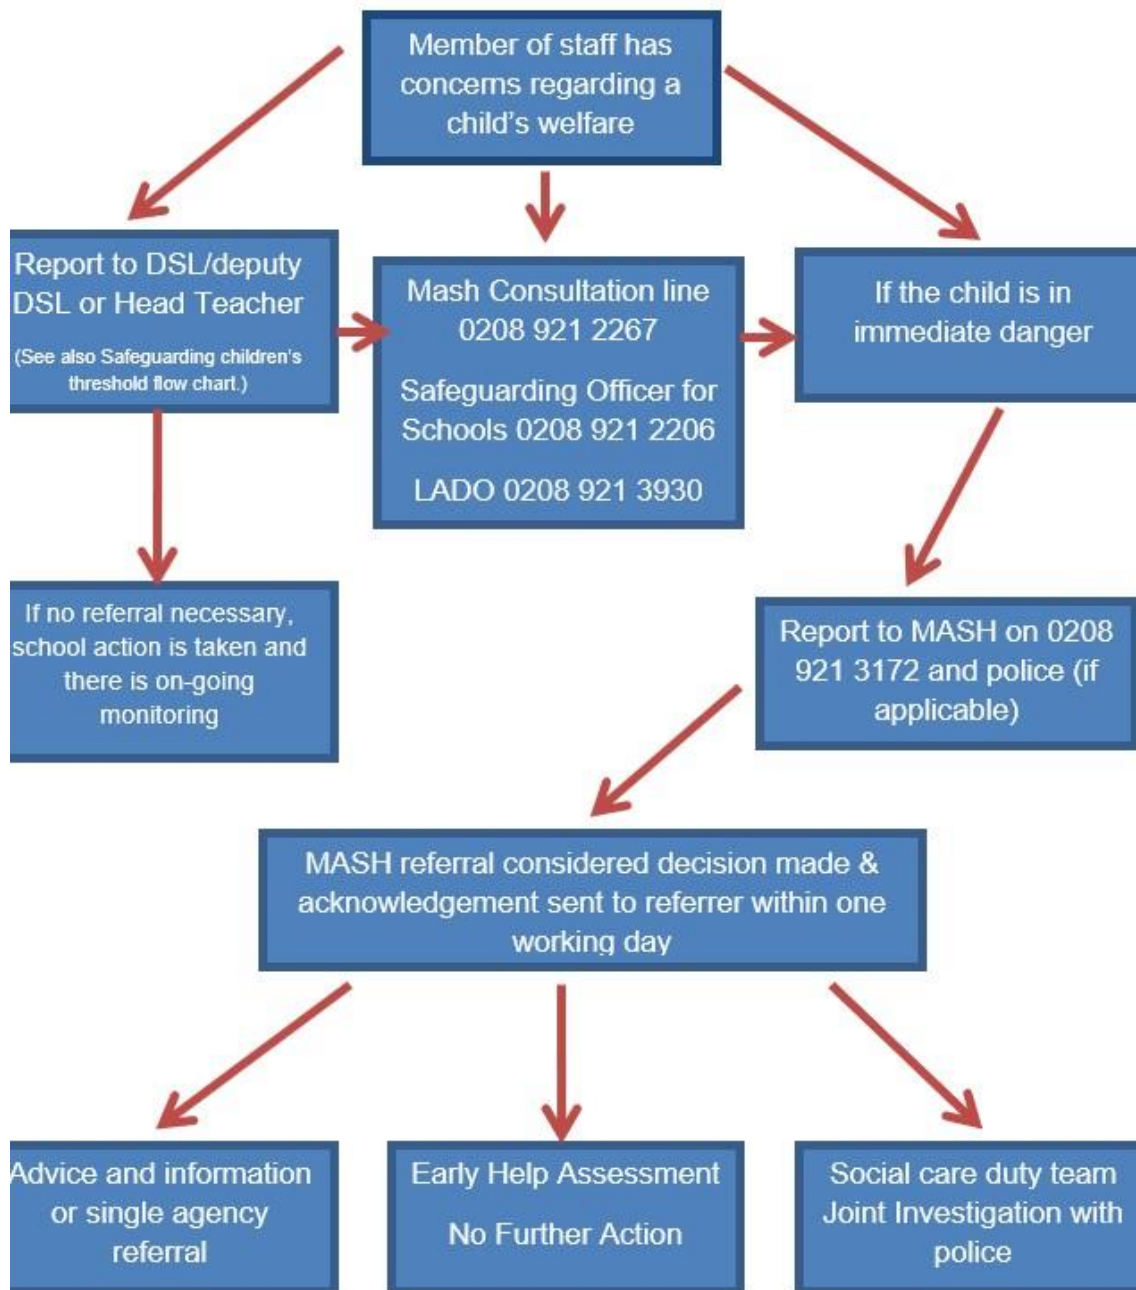 Member of staff has
concerns regarding a
child's welfare
Report to DSL/deputy
DSL or Head Teacher
(See also Safeguarding children's
threshold flow chart.)
Mash Consultation line
0208 921 2267
Safeguarding Officer for
Schools 0208 921 2206
LADO 0208 921 3930
If the child is in
immediate danger
If no referral necessary,
school action is taken and
there is on-going
monitoring
Report to MASH on 0208
921 3172 and police (if
applicable)
MASH referral considered decision made &
acknowledgement sent to referrer within one
working day
Advice and information
or single agency
referral
Early Help Assessment
No Further Action
Social care duty team
Joint Investigation with
police